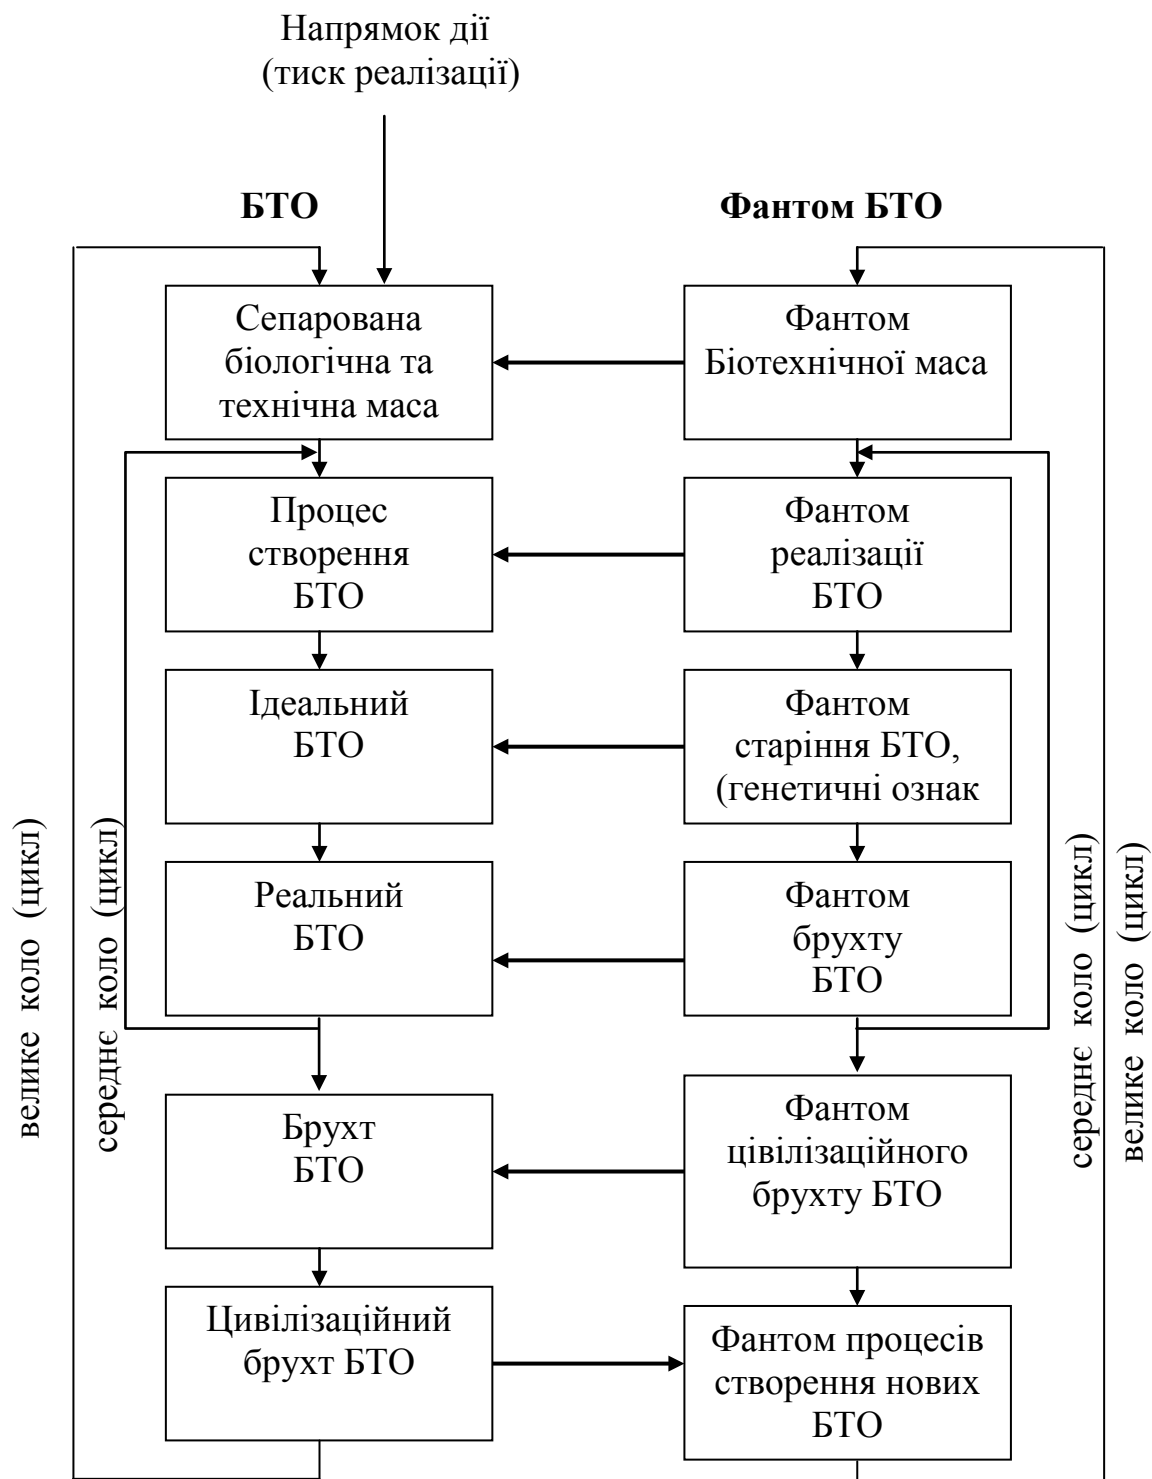 Напрямок дії
(тиск реалізації)
БТО
Фантом БТО
Сепарована
біологічна та
технічна маса
Фантом
Біотехнічної маса
Процес
створення
БТО
Фантом
реалізації
БТО
Ідеальний
БТО
Фантом
старіння БТО,
(генетичні ознак
Реальний
БТО
Фантом
брухту
БТО
Брухт
БТО
Фантом
цівілізаційного
брухту БТО
Цивілізаційний
брухт БТО
Фантом процесів
створення нових
БТО
велике коло (цикл)
середнє коло (цикл)
середнє коло (цикл)
велике коло (цикл)